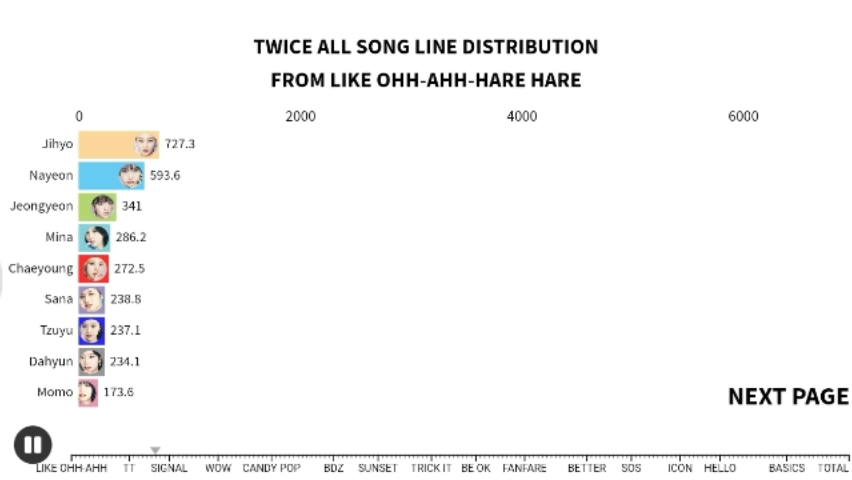 TWICE ALL SONG LINE DISTRIBUTION
FROM LIKE OHH-AHH-HARE HARE
0 2000 4000 6000
Jihyo 727.3
Nayeon 593.6
Jeongyeon 341
Mina 286.2
Chaeyoung 272.5
Sana 238.8
Tzuyu 237.1
Dahyun 234.1
Momo 173.6
NEXT PAGE
LIKE OHH-AHH TT SIGNAL WOW CANDY POP BDZ SUNSET TRICK IT BE OK FANFARE BETTER SOS ICON HELLO BASICS TOTAL